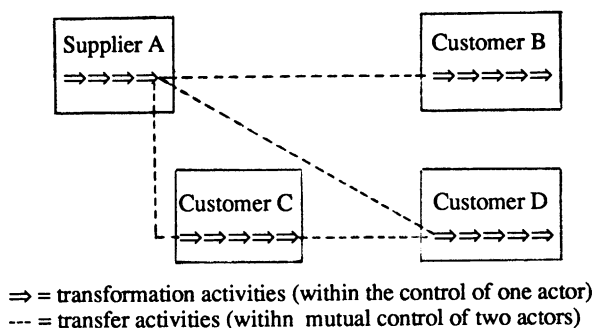 Supplier A
⇒⇒⇒⇒
Customer B
⇒⇒⇒⇒⇒
Customer C
⇒⇒⇒⇒⇒
Customer D
⇒⇒⇒⇒⇒
⇒ = transformation activities (within the control of one actor)
--- = transfer activities (witihn mutual control of two actors)